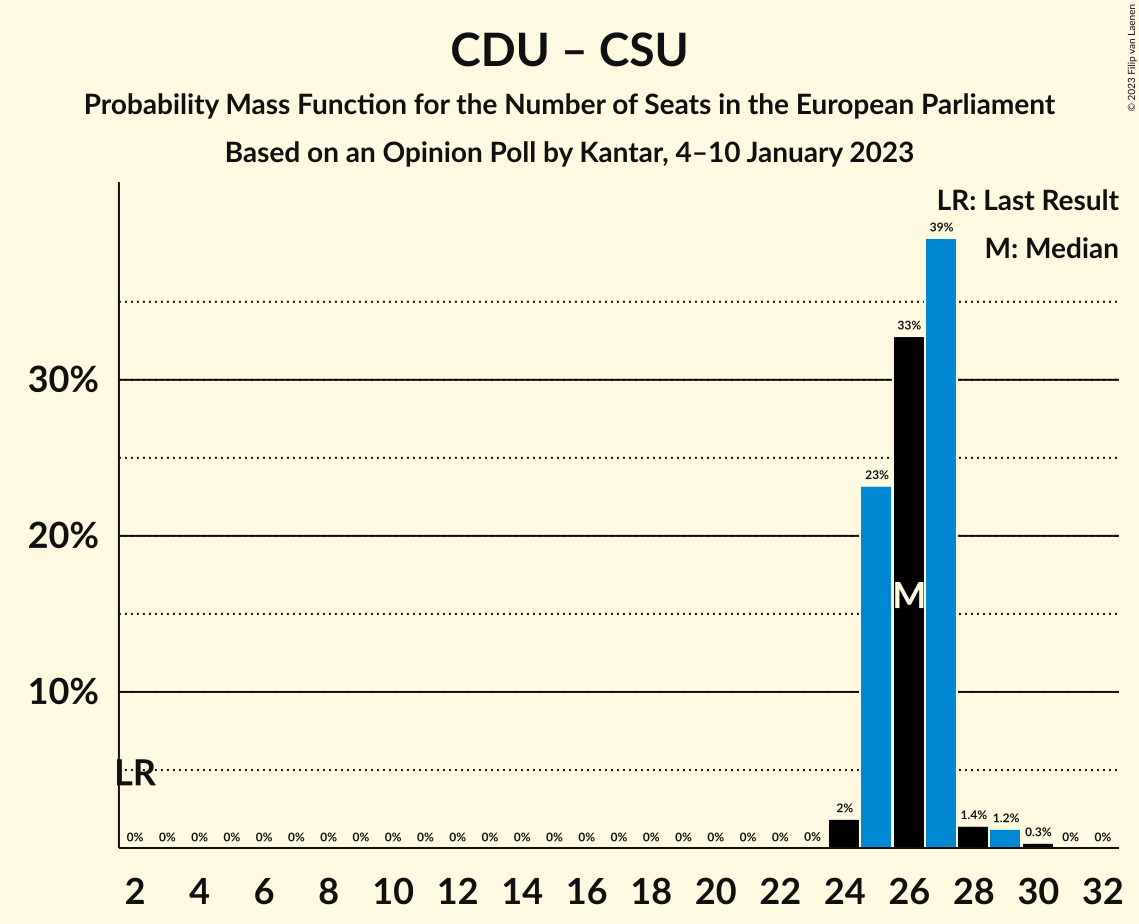 CDU – CSU
Probability Mass Function for the Number of Seats in the European Parliament
Based on an Opinion Poll by Kantar, 4–10 January 2023
© 2023 Filip van Laenen
LR: Last Result
M: Median
39%
33%
30%
23%
20%
M
10%
LR
0% 0% 0% 0% 0% 0% 0% 0% 0% 0% 0% 0% 0% 0% 0% 0% 0% 0% 0% 0% 0% 0% 2% 1.4% 1.2% 0.3% 0% 0%
2 4 6 8 10 12 14 16 18 20 22 24 26 28 30 32